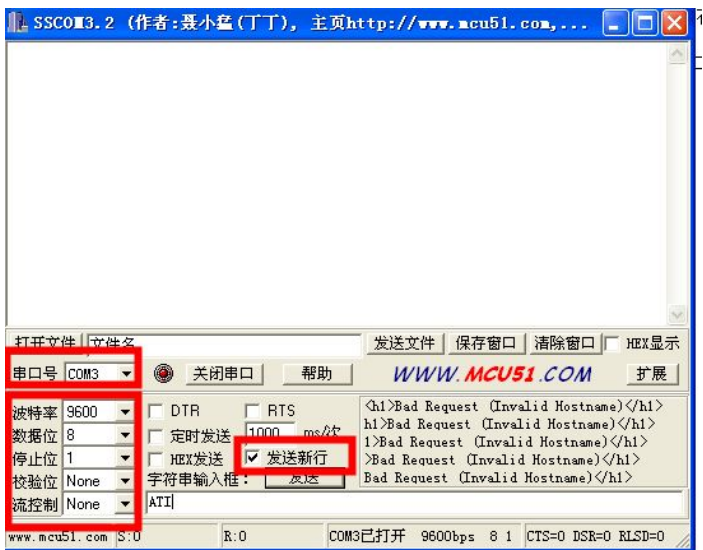 SSCOM3.2 (作者:聂小猛(丁丁), 主页http://www.mcu51.com,...
打开文件 文件名 发送文件 保存窗口 清除窗口 HEX显示
串口号 COM3 关闭串口 帮助 WWW.MCU51.COM 扩展
波特率 9600 DTR RTS <h1>Bad Request (Invalid Hostname)</h1>
数据位 8 定时发送 1000 ms/次 h1>Bad Request (Invalid Hostname)</h1>
停止位 1 HEX发送 发送新行 1>Bad Request (Invalid Hostname)</h1>
校验位 None 字符串输入框: 发送 >Bad Request (Invalid Hostname)</h1>
流控制 None ATI Bad Request (Invalid Hostname)</h1>
www.mcu51.com S:0 R:0 COM3已打开 9600bps 8 1 CTS=0 DSR=0 RLSD=0